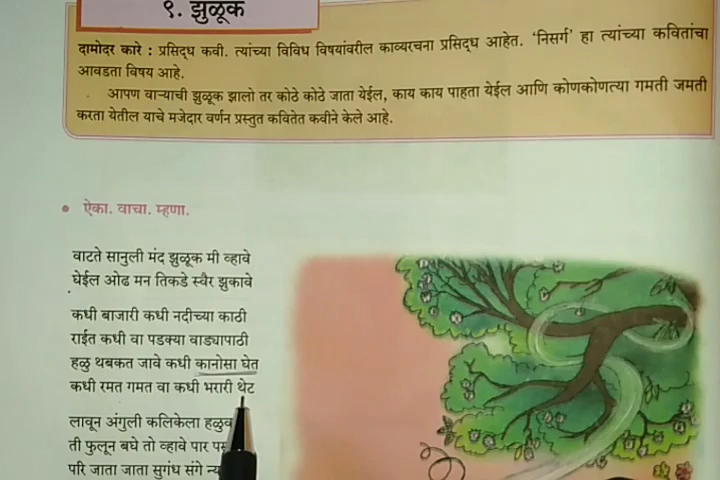 ९. झुळूक
दामोदर कारे : प्रसिद्ध कवी. त्यांच्या विविध विषयांवरील काव्यरचना प्रसिद्ध आहेत. ‘निसर्ग’ हा त्यांच्या कवितांचा
आवडता विषय आहे.
आपण वाऱ्याची झुळूक झालो तर कोठे कोठे जाता येईल, काय काय पाहता येईल आणि कोणकोणत्या गमती जमती
करता येतील याचे मजेदार वर्णन प्रस्तुत कवितेत कवीने केले आहे.
• ऐका. वाचा. म्हणा.
वाटते सानुली मंद झुळूक मी व्हावे
घेईल ओढ मन तिकडे स्वैर झुकावे
कधी बाजारी कधी नदीच्या काठी
राईत कधी वा पडक्या वाड्यापाठी
हळु थबकत जावे कधी कानोसा घेत
कधी रमत गमत वा कधी भरारी थेट
लावून अंगुली कलिकेला
ती फुलून बघे तो व्हावे पार
परि जाता जाता सुगंध संगे